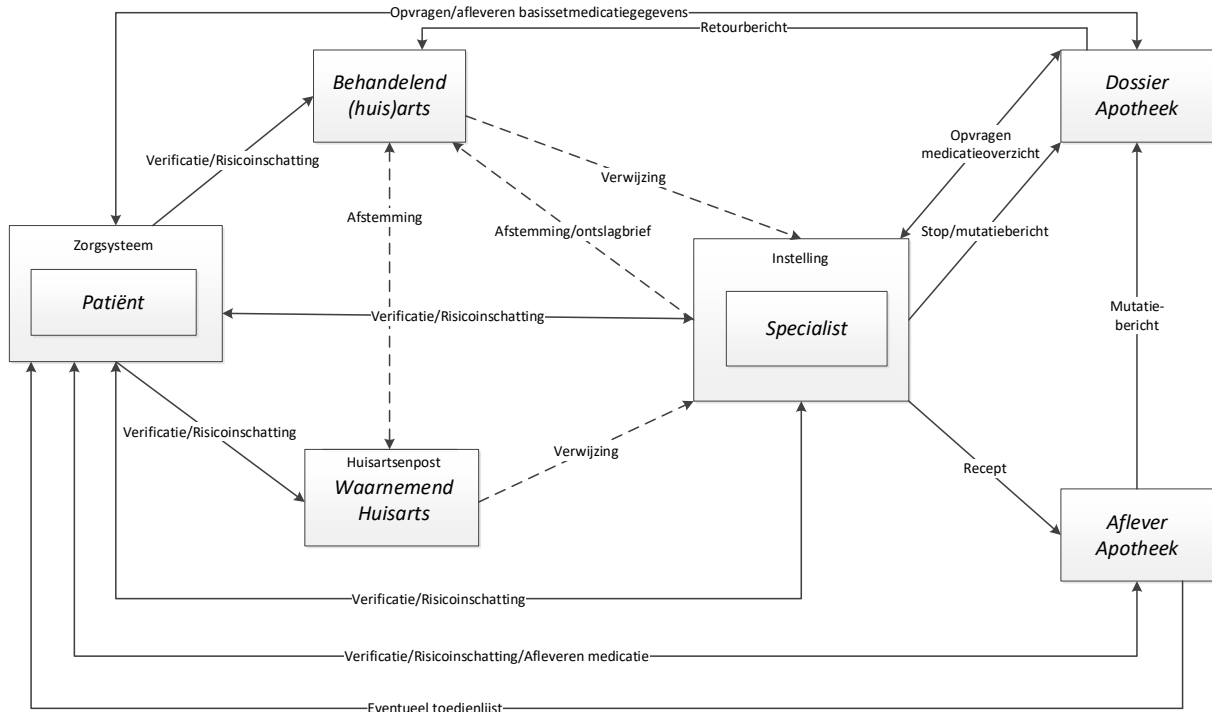 Opvragen/afleveren basissetmedicatiegegevens
Retourbericht
Behandelend
(huis)arts
Dossier
Apotheek
Opvragen
medicatieoverzicht
Verificatie/Risicoinschatting
Verwijzing
Afstemming
Afstemming/ontslagbrief
Stop/mutatiebericht
Zorgsysteem
Patiënt
Instelling
Specialist
Verificatie/Risicoinschatting
Mutatie-
bericht
Verificatie/Risicoinschatting
Verwijzing
Huisartsenpost
Waarnemend
Huisarts
Recept
Aflever
Apotheek
Verificatie/Risicoinschatting
Verificatie/Risicoinschatting/Afleveren medicatie
Eventueel toedienlijst